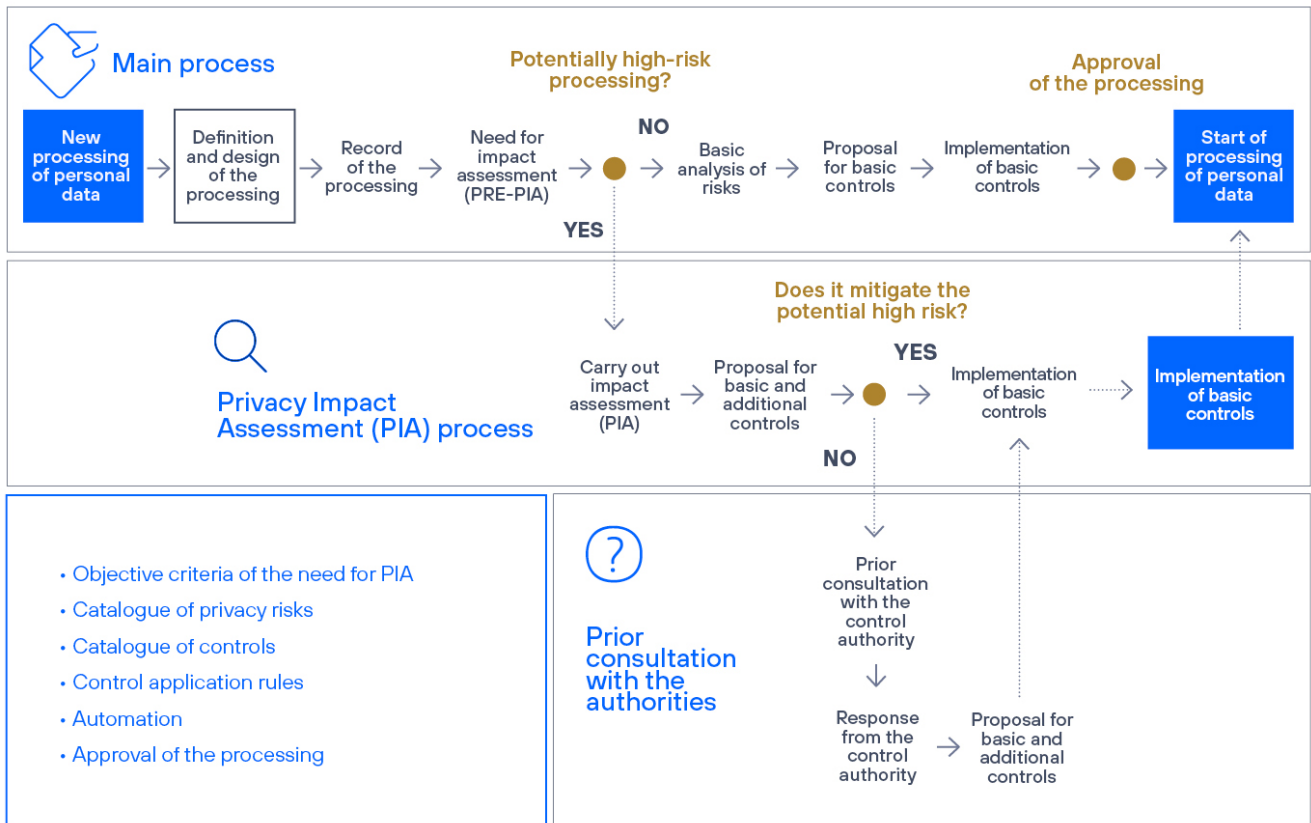 Main process
Potentially high-risk
processing?
Approval
of the processing
New
processing
of personal
data
Definition
and design
of the
processing
Record
of the
processing
Need for
impact
assessment
(PRE-PIA)
NO
YES
Basic
analysis of
risks
Proposal
for basic
controls
Implementation
of basic
controls
Start of
processing
of personal
data
Privacy Impact
Assessment (PIA) process
Does it mitigate the
potential high risk?
Carry out
impact
assessment
(PIA)
Proposal for
basic and
additional
controls
YES
NO
Implementation
of basic
controls
Implementation
of basic
controls
• Objective criteria of the need for PIA
• Catalogue of privacy risks
• Catalogue of controls
• Control application rules
• Automation
• Approval of the processing
?
Prior
consultation
with the
authorities
Prior
consultation
with the
control
authority
Response
from the
control
authority
Proposal for
basic and
additional
controls